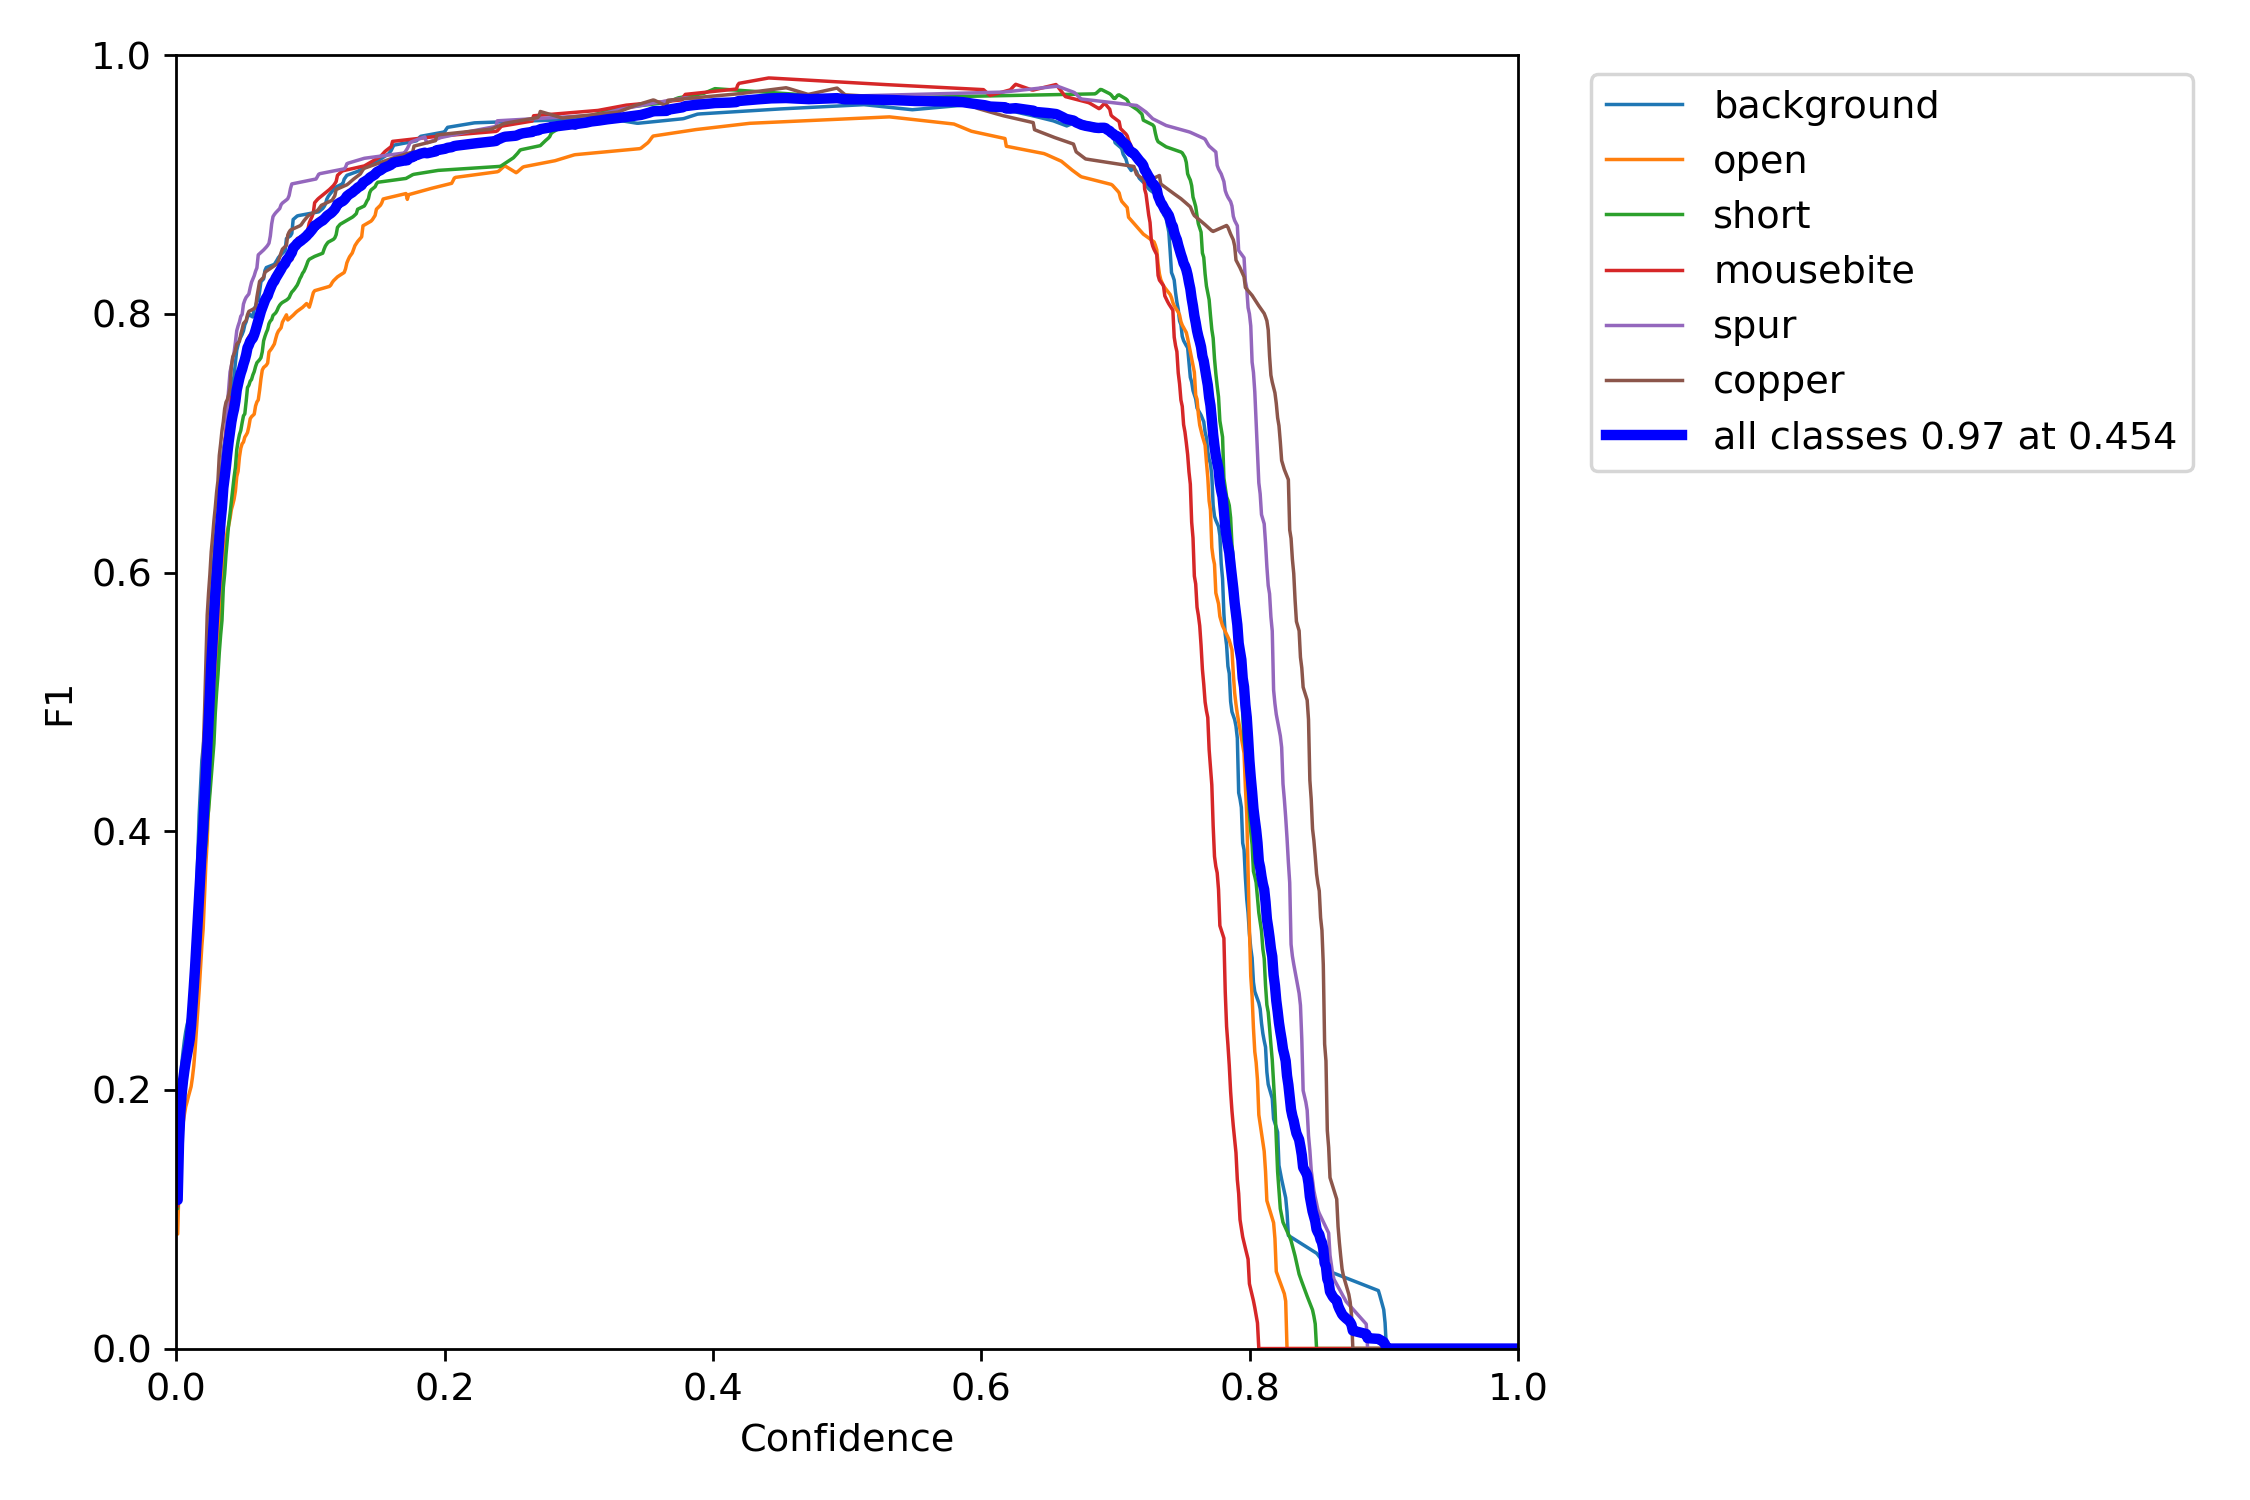 1.0
0.8
0.6
0.4
0.2
0.0
F1
0.0 0.2 0.4 0.6 0.8 1.0
Confidence
background
open
short
mousebite
spur
copper
all classes 0.97 at 0.454